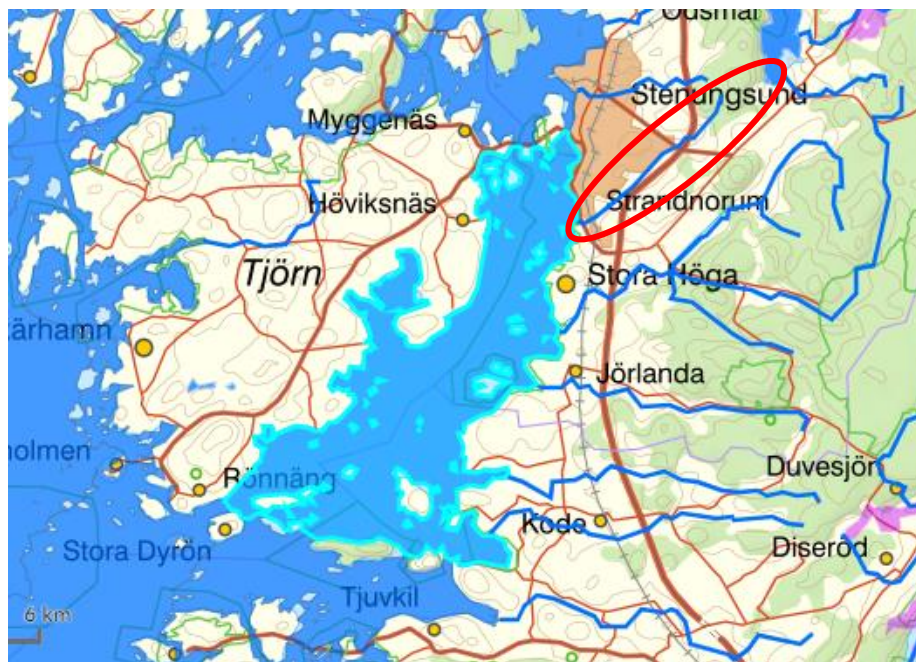 Stenungsund
Myggenäs
Strandnorum
Höviksnäs
Tjörn
Stora Höga
Jörlanda
Duvesjön
Rönnäng
Kode
Stora Dyrön
Diseröd
Tjuvkil
6 km